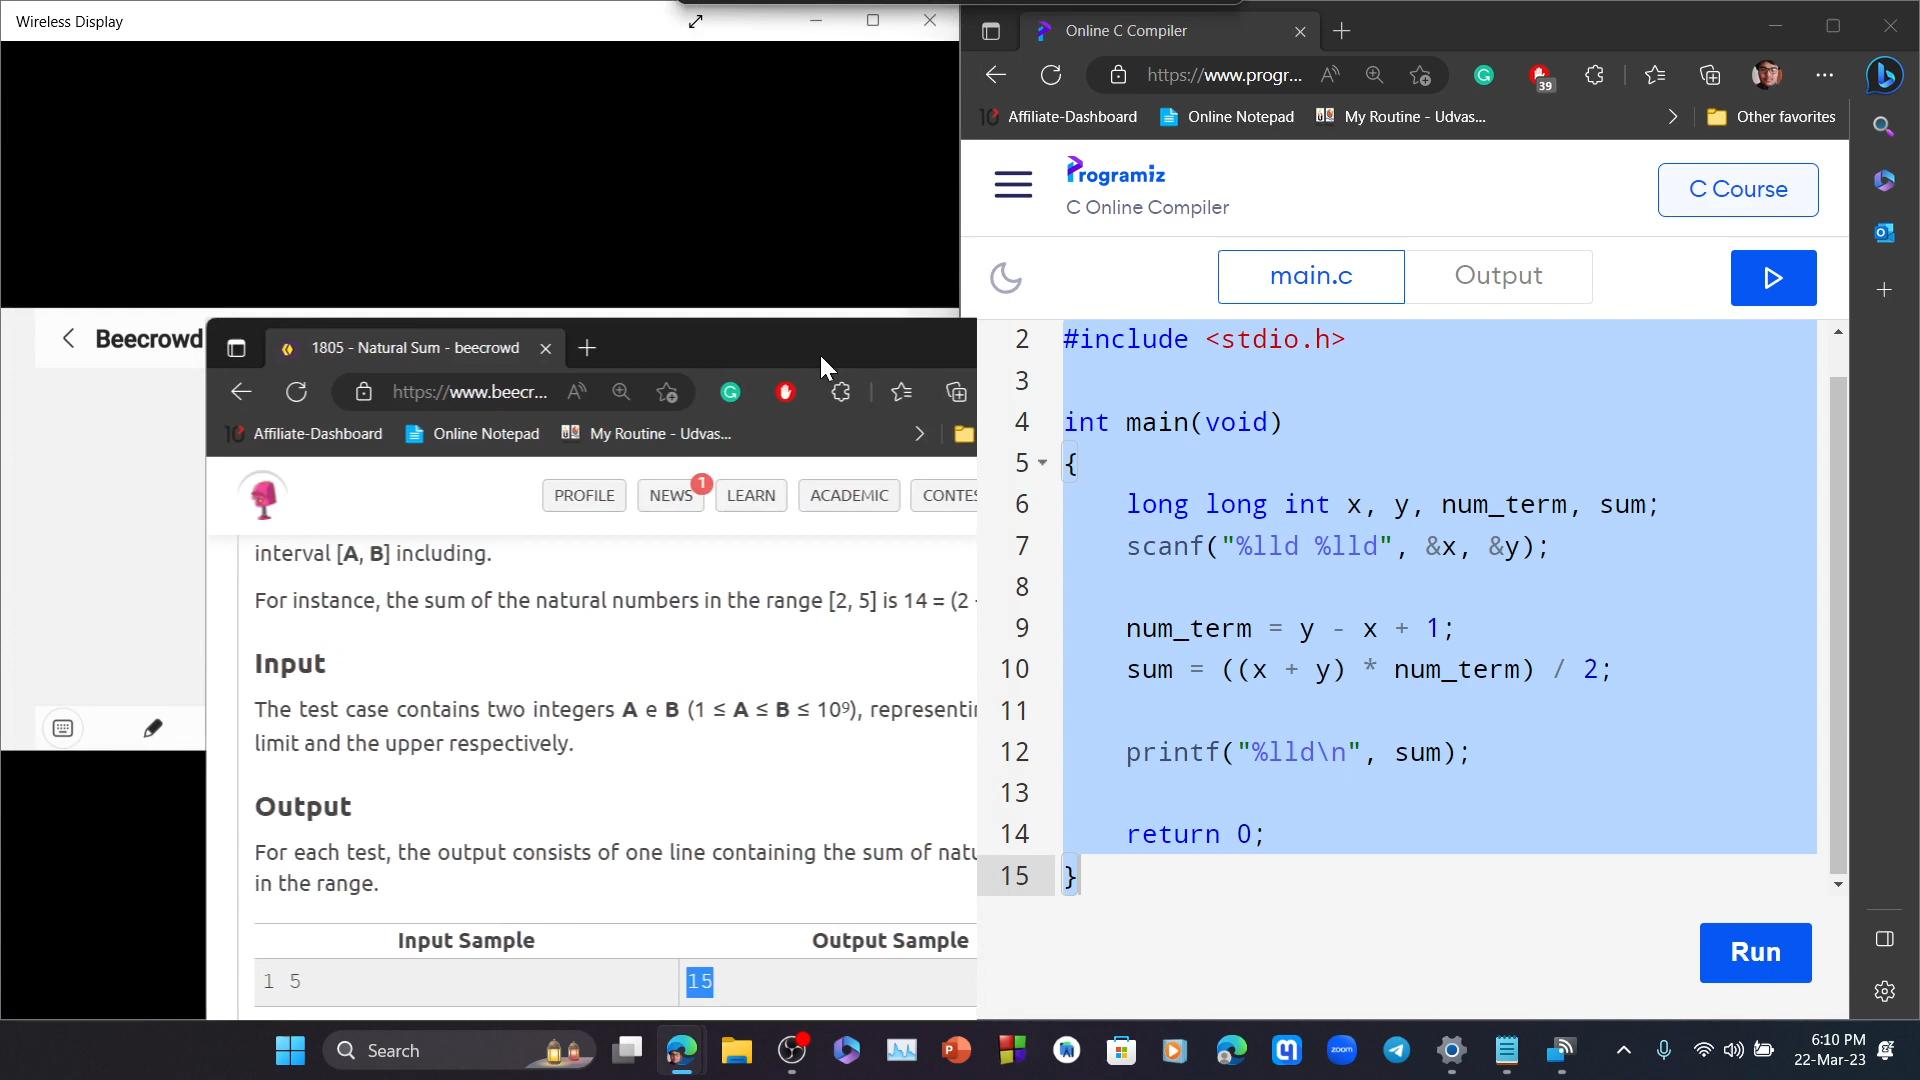 Wireless Display
Beecrowd
1805 - Natural Sum - beecrowd
https://www.beecr...
Affiliate-Dashboard
Online Notepad
My Routine - Udvas...
PROFILE
NEWS
1
LEARN
ACADEMIC
CONTES
interval [A, B] including.
For instance, the sum of the natural numbers in the range [2, 5] is 14 = (2
Input
The test case contains two integers A e B (1 ≤ A ≤ B ≤ 10⁹), representin
limit and the upper respectively.
Output
For each test, the output consists of one line containing the sum of natu
in the range.
Input Sample Output Sample
1 5 15
Online C Compiler
https://www.progr...
39
Affiliate-Dashboard
Online Notepad
My Routine - Udvas...
Other favorites
Programiz
C Online Compiler
C Course
main.c
Output
2 #include <stdio.h>
3
4 int main(void)
5 {
6 long long int x, y, num_term, sum;
7 scanf("%lld %lld", &x, &y);
8
9 num_term = y - x + 1;
10 sum = ((x + y) * num_term) / 2;
11
12 printf("%lld\n", sum);
13
14 return 0;
15 }
Run
Search
zoom
6:10 PM
22-Mar-23